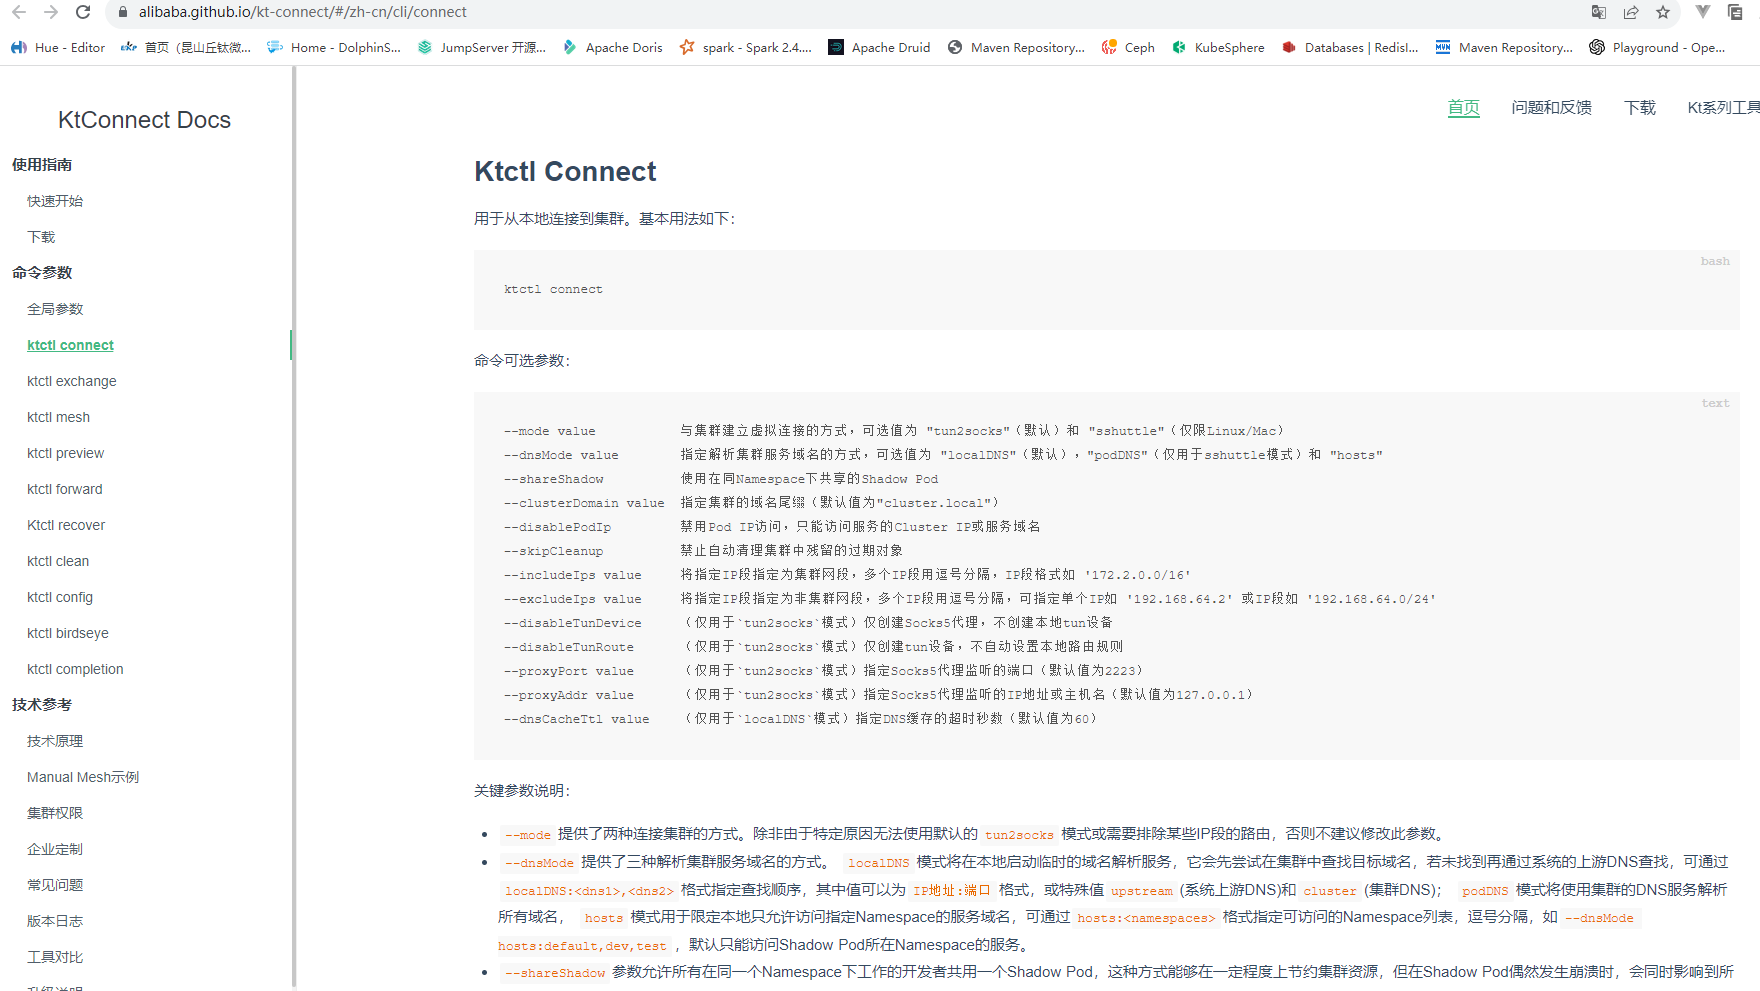 alibaba.github.io/kt-connect/#/zh-cn/cli/connect
Hue - Editor 首页（昆山丘钛微... Home - DolphinS... JumpServer 开源... Apache Doris spark - Spark 2.4.... Apache Druid Maven Repository... Ceph KubeSphere Databases | Redisl... Maven Repository... Playground - Ope...
KtConnect Docs
使用指南
快速开始
下载
命令参数
全局参数
ktctl connect
ktctl exchange
ktctl mesh
ktctl preview
ktctl forward
Ktctl recover
ktctl clean
ktctl config
ktctl birdseye
ktctl completion
技术参考
技术原理
Manual Mesh示例
集群权限
企业定制
常见问题
版本日志
工具对比
升级说明
首页 问题和反馈 下载 Kt系列工具
Ktctl Connect
用于从本地连接到集群。基本用法如下：
bash
ktctl connect
命令可选参数：
text
--mode value 与集群建立虚拟连接的方式，可选值为 "tun2socks"（默认）和 "sshuttle"（仅限Linux/Mac）
--dnsMode value 指定解析集群服务域名的方式，可选值为 "localDNS"（默认），"podDNS"（仅用于sshuttle模式）和 "hosts"
--shareShadow 使用在同Namespace下共享的Shadow Pod
--clusterDomain value 指定集群的域名尾缀（默认值为"cluster.local"）
--disablePodIp 禁用Pod IP访问，只能访问服务的Cluster IP或服务域名
--skipCleanup 禁止自动清理集群中残留的过期对象
--includeIps value 将指定IP段指定为集群网段，多个IP段用逗号分隔，IP段格式如 '172.2.0.0/16'
--excludeIps value 将指定IP段指定为非集群网段，多个IP段用逗号分隔，可指定单个IP如 '192.168.64.2' 或IP段如 '192.168.64.0/24'
--disableTunDevice （仅用于`tun2socks`模式）仅创建Socks5代理，不创建本地tun设备
--disableTunRoute （仅用于`tun2socks`模式）仅创建tun设备，不自动设置本地路由规则
--proxyPort value （仅用于`tun2socks`模式）指定Socks5代理监听的端口（默认值为2223）
--proxyAddr value （仅用于`tun2socks`模式）指定Socks5代理监听的IP地址或主机名（默认值为127.0.0.1）
--dnsCacheTtl value （仅用于`localDNS`模式）指定DNS缓存的超时秒数（默认值为60）
关键参数说明：
• --mode 提供了两种连接集群的方式。除非由于特定原因无法使用默认的 tun2socks 模式或需要排除某些IP段的路由，否则不建议修改此参数。
• --dnsMode 提供了三种解析集群服务域名的方式。 localDNS 模式将在本地启动临时的域名解析服务，它会先尝试在集群中查找目标域名，若未找到再通过系统的上游DNS查找，可通过
localDNS:<dns1>,<dns2> 格式指定查找顺序，其中值可以为 IP地址:端口 格式，或特殊值 upstream (系统上游DNS)和 cluster (集群DNS)； podDNS 模式将使用集群的DNS服务解析
所有域名， hosts 模式用于限定本地只允许访问指定Namespace的服务域名，可通过 hosts:<namespaces> 格式指定可访问的Namespace列表，逗号分隔，如 --dnsMode
hosts:default,dev,test ，默认只能访问Shadow Pod所在Namespace的服务。
• --shareShadow 参数允许所有在同一个Namespace下工作的开发者共用一个Shadow Pod，这种方式能够在一定程度上节约集群资源，但在Shadow Pod偶然发生崩溃时，会同时影响到所